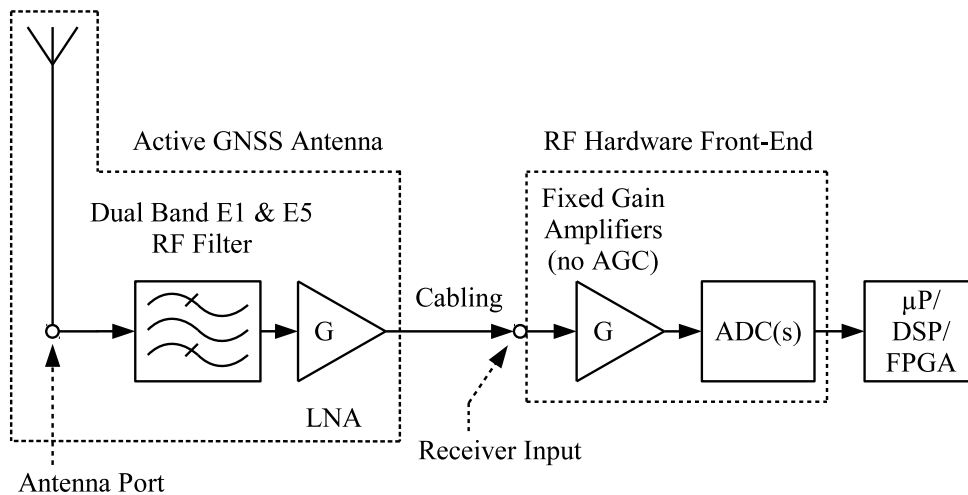 Active GNSS Antenna
RF Hardware Front-End
Dual Band E1 & E5
RF Filter
Fixed Gain
Amplifiers
(no AGC)
Cabling
G
G
ADC(s)
µP/
DSP/
FPGA
LNA
Receiver Input
Antenna Port